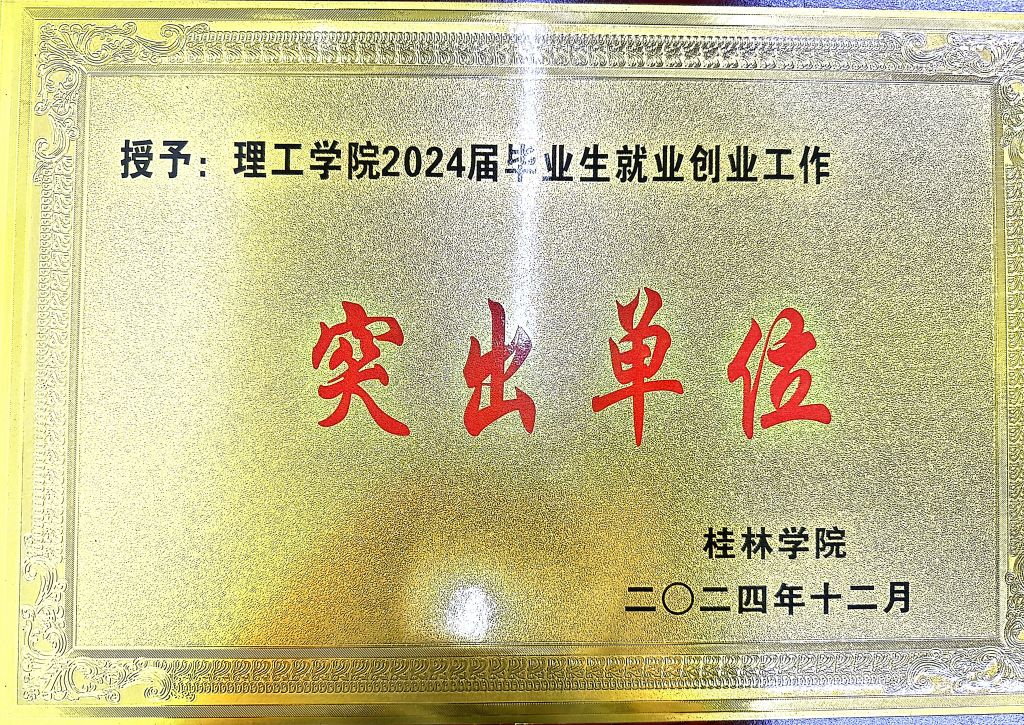 授予：理工学院2024届毕业生就业创业工作
突出单位
桂林学院
二〇二四年十二月